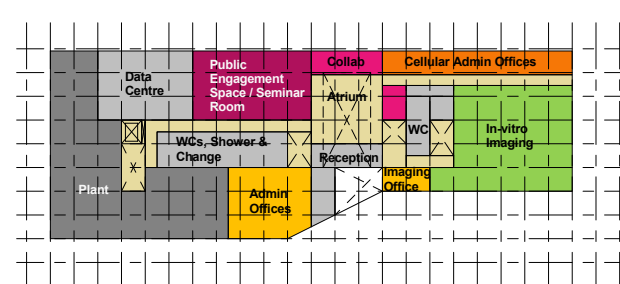 Data
Centre
Public
Engagement
Space / Seminar
Room
Collab
Cellular Admin Offices
Atrium
WCs, Shower &
Change
WC
In-vitro
Imaging
Reception
Plant
Admin
Offices
Imaging
Office